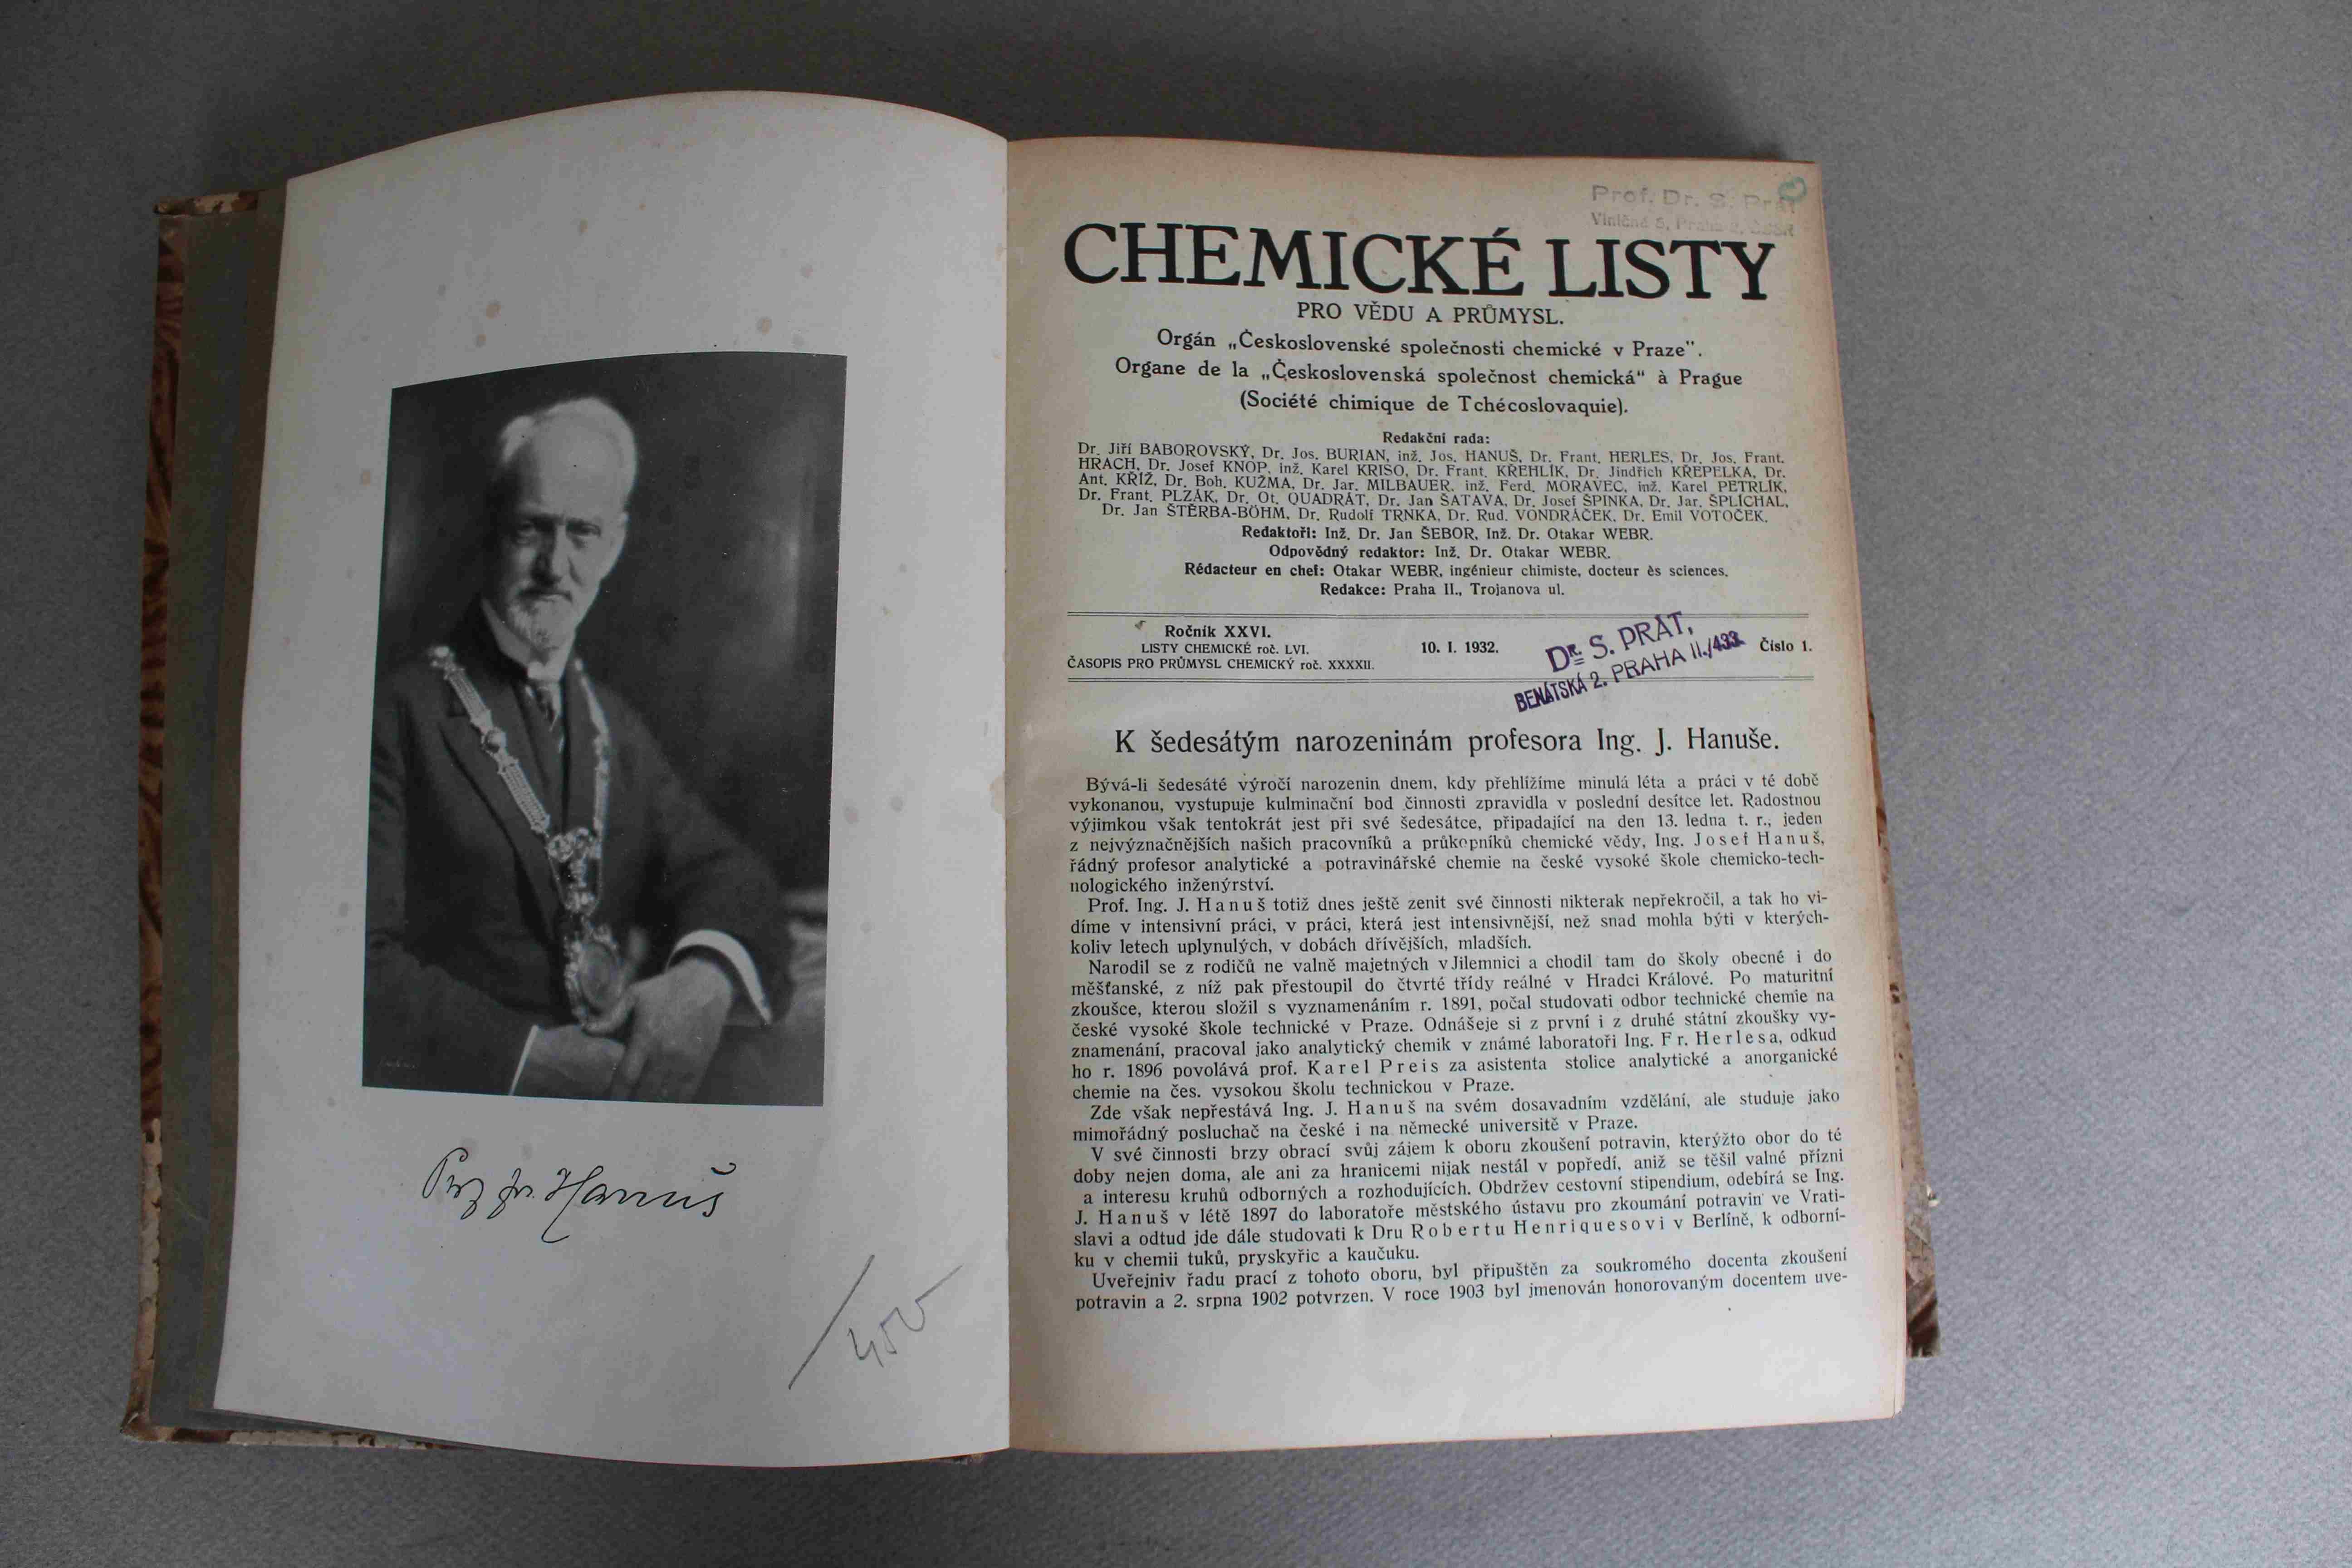 Hanuš
450
Prof. Dr. S. Prát
Viničná 5, Praha 2, ČSSR
CHEMICKÉ LISTY
PRO VĚDU A PRŮMYSL.
Orgán „Československé společnosti chemické v Praze".
Organe de la „Československá společnost chemická“ à Prague
(Société chimique de Tchécoslovaquie).
Redakční rada:
Dr. Jiří BABOROVSKÝ, Dr. Jos. BURIAN, inž. Jos. HANUŠ, Dr. Frant. HERLES, Dr. Jos. Frant.
HRACH, Dr. Josef KNOP, inž. Karel KRISO, Dr. Frant. KŘEHLÍK, Dr. Jindřich KŘEPELKA, Dr.
Ant. KŘÍŽ, Dr. Boh. KUŽMA, Dr. Jar. MILBAUER, inž. Ferd. MORAVEC, inž. Karel PETRLÍK,
Dr. Frant. PLZÁK, Dr. Ot. QUADRÁT, Dr. Jan ŠATAVA, Dr. Josef ŠPINKA, Dr. Jar. ŠPLÍCHAL,
Dr. Jan ŠTĚRBA-BÖHM, Dr. Rudolf TRNKA, Dr. Rud. VONDRÁČEK, Dr. Emil VOTOČEK.
Redaktoři: Inž. Dr. Jan ŠEBOR, Inž. Dr. Otakar WEBR.
Odpovědný redaktor: Inž. Dr. Otakar WEBR.
Rédacteur en chef: Otakar WEBR, ingénieur chimiste, docteur ès sciences.
Redakce: Praha II., Trojanova ul.
Ročník XXVI.
LISTY CHEMICKÉ roč. LVI.
ČASOPIS PRO PRŮMYSL CHEMICKÝ roč. XXXXII.
10. I. 1932.
Dr. S. PRÁT,
BENÁTSKÁ 2. PRAHA II./433.
Číslo 1.
K šedesátým narozeninám profesora Ing. J. Hanuše.
Bývá-li šedesáté výročí narozenin dnem, kdy přehlížíme minulá léta a práci v té době
vykonanou, vystupuje kulminační bod činnosti zpravidla v poslední desítce let. Radostnou
výjimkou však tentokrát jest při své šedesátce, připadající na den 13. ledna t. r., jeden
z nejvýznačnějších našich pracovníků a průkopníků chemické vědy, Ing. Josef Hanuš,
řádný profesor analytické a potravinářské chemie na české vysoké škole chemicko-tech-
nologického inženýrství.
Prof. Ing. J. Hanuš totiž dnes ještě zenit své činnosti nikterak nepřekročil, a tak ho vi-
díme v intensivní práci, v práci, která jest intensivnější, než snad mohla býti v kterých-
koliv letech uplynulých, v dobách dřívějších, mladších.
Narodil se z rodičů ne valně majetných v Jilemnici a chodil tam do školy obecné i do
měšťanské, z níž pak přestoupil do čtvrté třídy reálné v Hradci Králové. Po maturitní
zkoušce, kterou složil s vyznamenáním r. 1891, počal studovati odbor technické chemie na
české vysoké škole technické v Praze. Odnášeje si z první i z druhé státní zkoušky vy-
znamenání, pracoval jako analytický chemik v známé laboratoři Ing. Fr. Herlesa, odkud
ho r. 1896 povolává prof. Karel Preis za asistenta stolice analytické a anorganické
chemie na čes. vysokou školu technickou v Praze.
Zde však nepřestává Ing. J. Hanuš na svém dosavadním vzdělání, ale studuje jako
mimořádný posluchač na české i na německé universitě v Praze.
V své činnosti brzy obrací svůj zájem k oboru zkoušení potravin, kterýžto obor do té
doby nejen doma, ale ani za hranicemi nijak nestál v popředí, aniž se těšil valné přízni
a interesu kruhů odborných a rozhodujících. Obdržev cestovní stipendium, odebírá se Ing.
J. Hanuš v létě 1897 do laboratoře městského ústavu pro zkoumání potravin ve Vrati-
slavi a odtud jde dále studovati k Dru Robertu Henriquesovi v Berlíně, k odborní-
ku v chemii tuků, pryskyřic a kaučuku.
Uveřejniv řadu prací z tohoto oboru, byl připuštěn za soukromého docenta zkoušení
potravin a 2. srpna 1902 potvrzen. V roce 1903 byl jmenován honorovaným docentem uve-